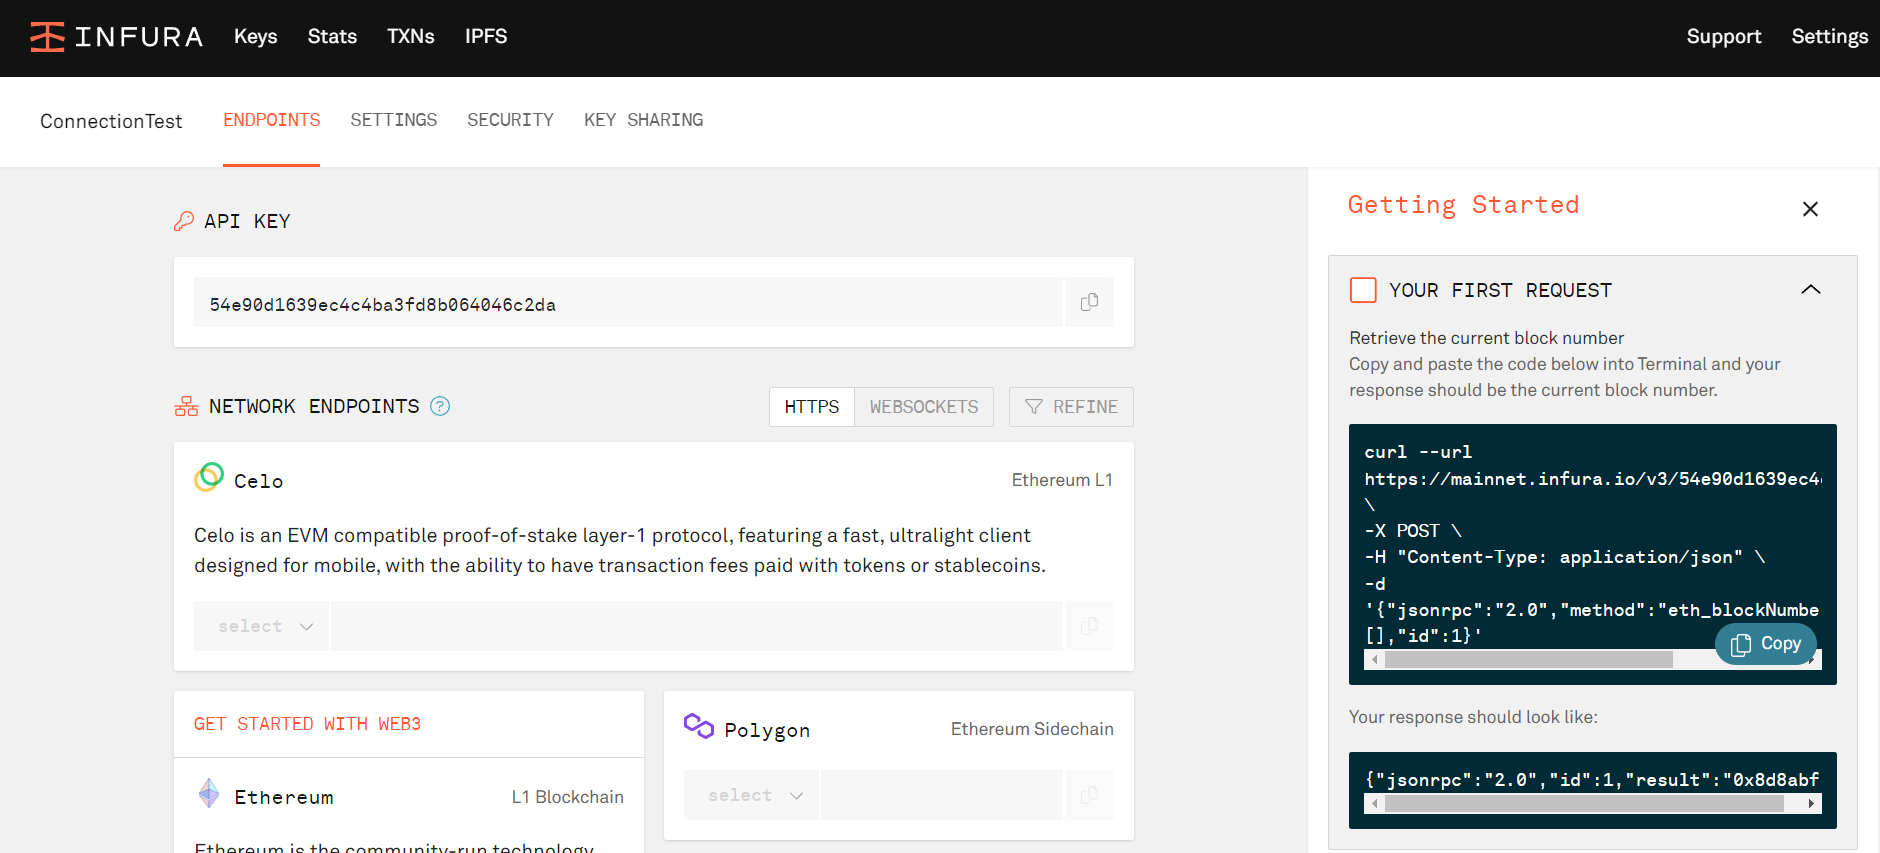 INFURA Keys Stats TXNs IPFS Support Settings
ConnectionTest ENDPOINTS SETTINGS SECURITY KEY SHARING
API KEY
54e90d1639ec4c4ba3fd8b064046c2da
NETWORK ENDPOINTS ? HTTPS WEBSOCKETS REFINE
Celo Ethereum L1
Celo is an EVM compatible proof-of-stake layer-1 protocol, featuring a fast, ultralight client
designed for mobile, with the ability to have transaction fees paid with tokens or stablecoins.
select
GET STARTED WITH WEB3
Ethereum L1 Blockchain
Ethereum is the community-run technology
Polygon Ethereum Sidechain
select
Getting Started
YOUR FIRST REQUEST
Retrieve the current block number
Copy and paste the code below into Terminal and your
response should be the current block number.
curl --url
https://mainnet.infura.io/v3/54e90d1639ec4
\
-X POST \
-H "Content-Type: application/json" \
-d
'{"jsonrpc":"2.0","method":"eth_blockNumbe
[],"id":1}'
Copy
Your response should look like:
{"jsonrpc":"2.0","id":1,"result":"0x8d8abf